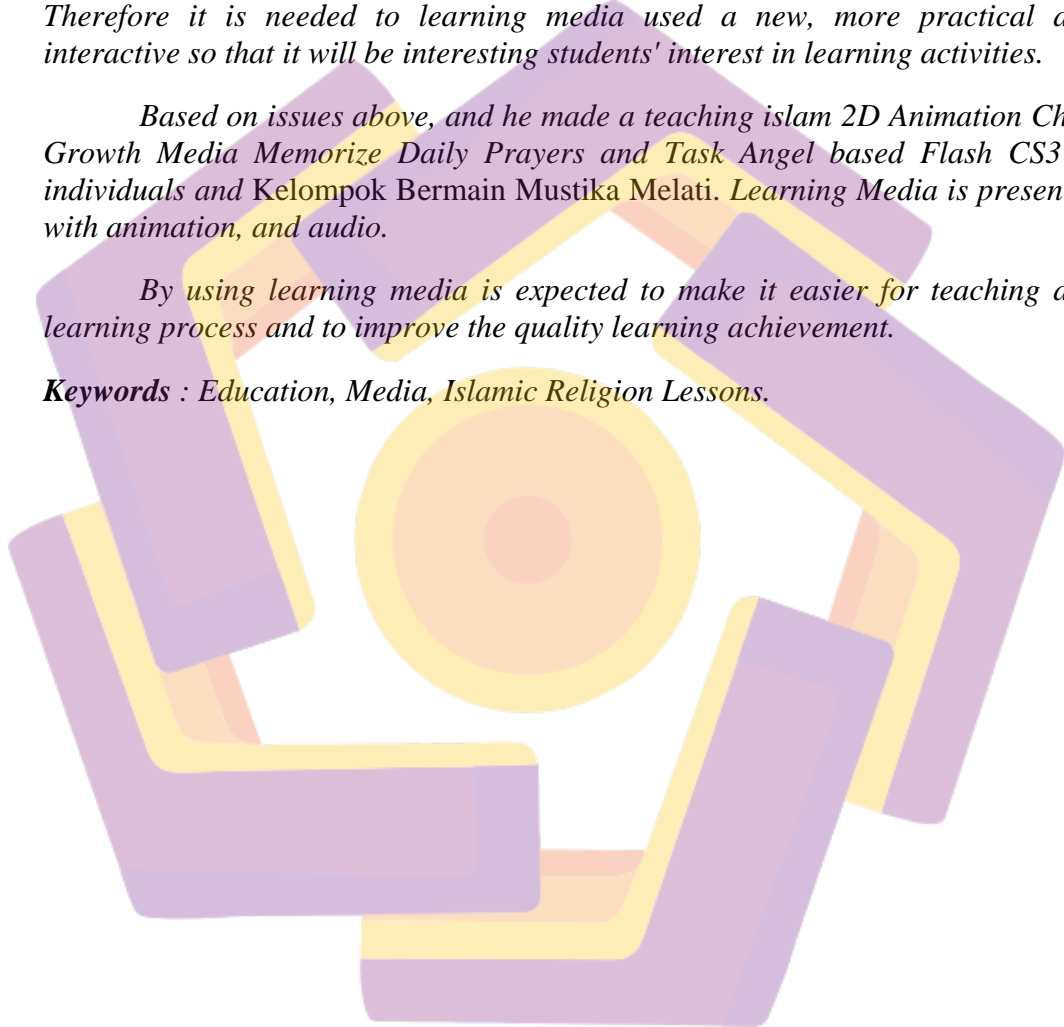 Therefore it is needed to learning media used a new, more practical a
interactive so that it will be interesting students' interest in learning activities.
Based on issues above, and he made a teaching islam 2D Animation Ch
Growth Media Memorize Daily Prayers and Task Angel based Flash CS3
individuals and Kelompok Bermain Mustika Melati. Learning Media is presen
with animation, and audio.
By using learning media is expected to make it easier for teaching a
learning process and to improve the quality learning achievement.
Keywords : Education, Media, Islamic Religion Lessons.